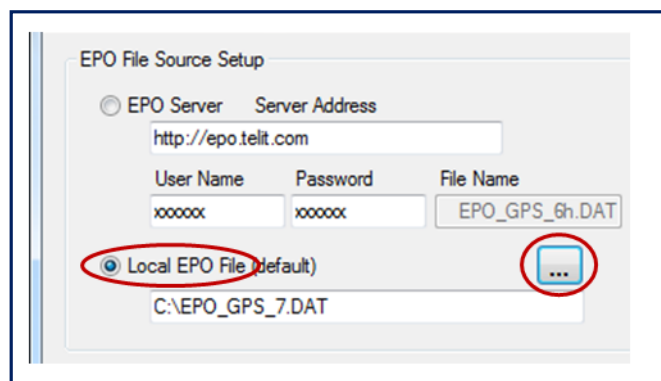 EPO File Source Setup
EPO Server Server Address
http://epo.telit.com
User Name Password File Name
xxxxxx xxxxxx EPO_GPS_6h.DAT
Local EPO File (default)
...
C:\EPO_GPS_7.DAT